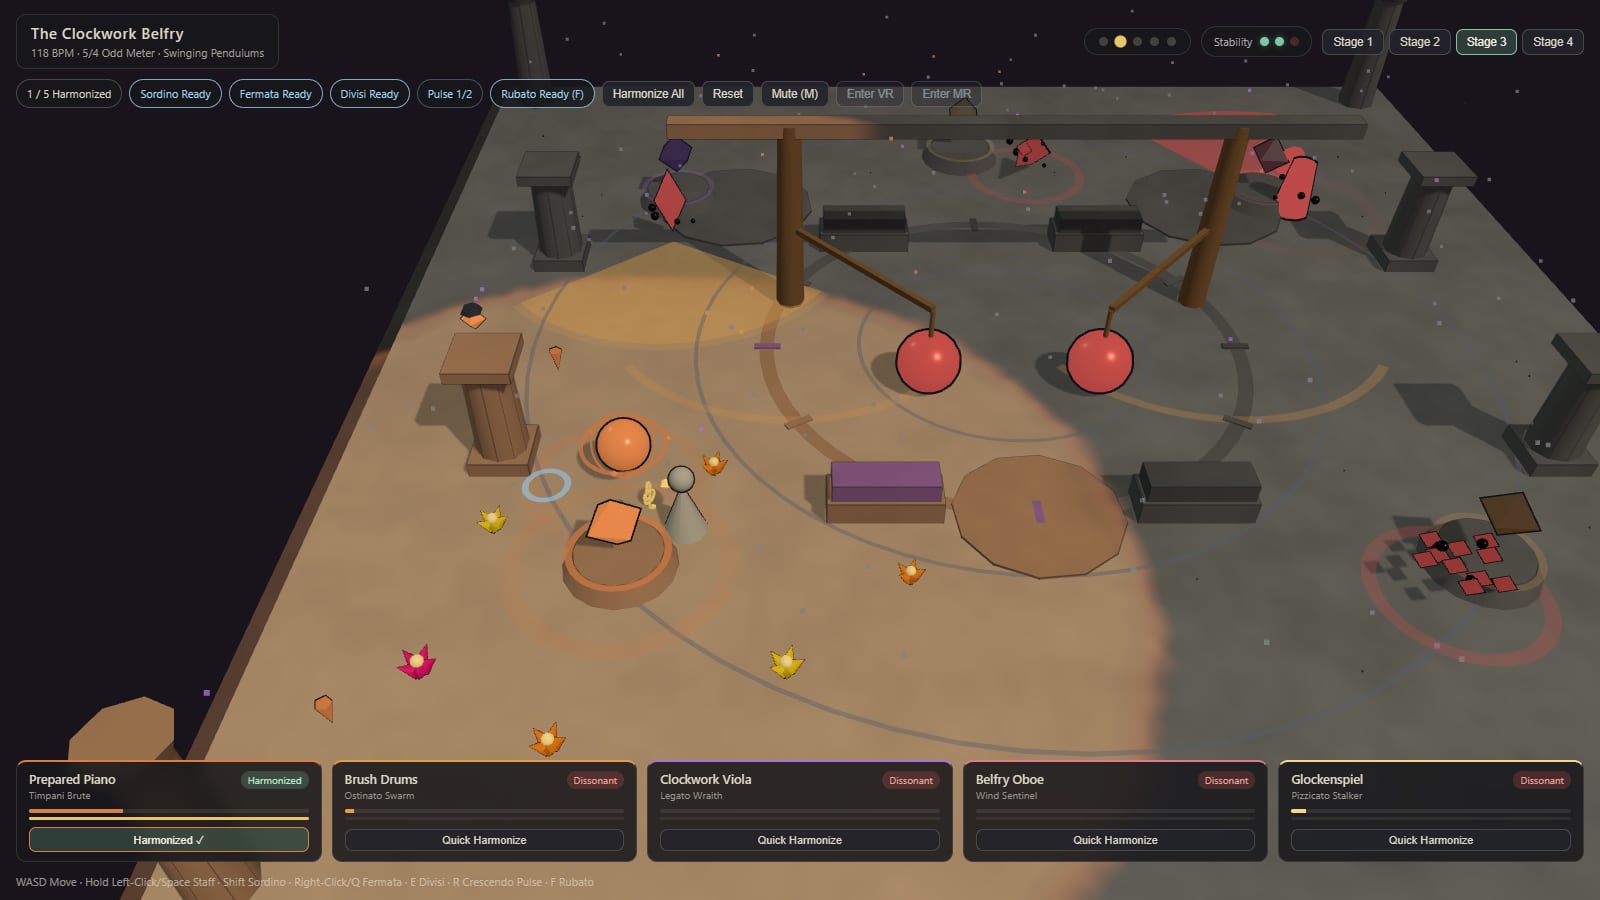 The Clockwork Belfry
118 BPM · 5/4 Odd Meter · Swinging Pendulums
Stability
Stage 1
Stage 2
Stage 3
Stage 4
1 / 5 Harmonized
Sordino Ready
Fermata Ready
Divisi Ready
Pulse 1/2
Rubato Ready (F)
Harmonize All
Reset
Mute (M)
Enter VR
Enter MR
Prepared Piano
Harmonized
Timpani Brute
Harmonized ✓
Brush Drums
Dissonant
Ostinato Swarm
Quick Harmonize
Clockwork Viola
Dissonant
Legato Wraith
Quick Harmonize
Belfry Oboe
Dissonant
Wind Sentinel
Quick Harmonize
Glockenspiel
Dissonant
Pizzicato Stalker
Quick Harmonize
WASD Move · Hold Left-Click/Space Staff · Shift Sordino · Right-Click/Q Fermata · E Divisi · R Crescendo Pulse · F Rubato